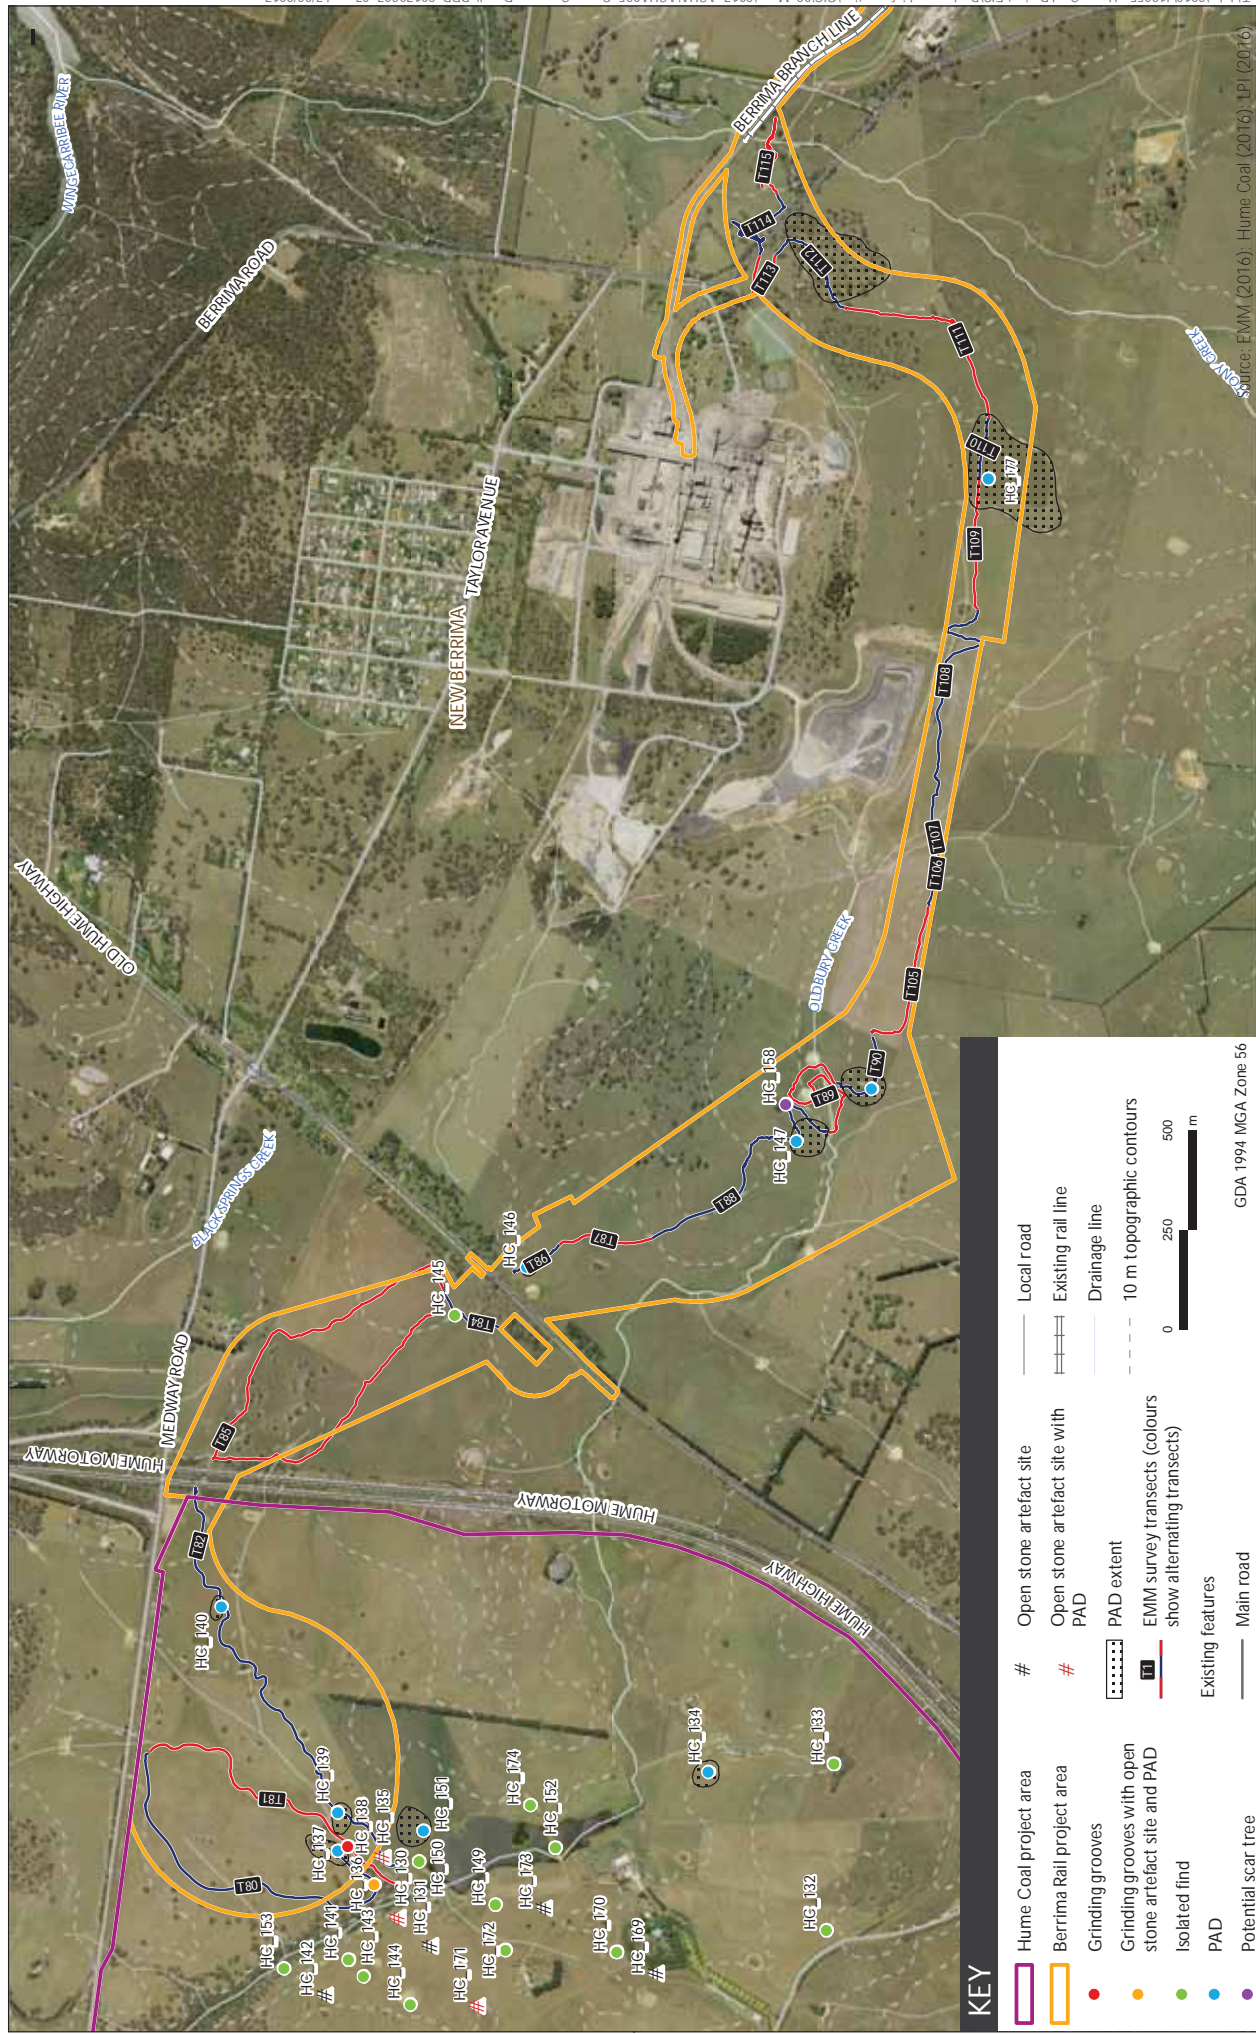 WINGECARRIBEE RIVER
BERRIMA ROAD
BERRIMA BRANCH LINE
OLD HUME HIGHWAY
NEW BERRIMA
TAYLOR AVENUE
BLACK SPRINGS CREEK
MEDWAY ROAD
HUME MOTORWAY
HUME MOTORWAY
HUME HIGHWAY
OLDBURY CREEK
STONY CREEK
T115
T114
T113
T112
T111
T110
HC_177
T109
T108
T107
T106
T105
T90
T89
HC_158
HC_147
T88
T87
T86
HC_146
HC_145
T84
T85
T82
HC_140
T81
T80
HC_139
HC_138
HC_137
HC_136
HC_135
HC_151
HC_150
HC_130
HC_131
HC_153
HC_141
HC_142
HC_143
HC_144
HC_149
HC_171
HC_172
HC_173
HC_174
HC_152
HC_170
HC_169
HC_134
HC_133
HC_132
KEY
Hume Coal project area
Berrima Rail project area
Grinding grooves
Grinding grooves with open
stone artefact site and PAD
Isolated find
PAD
Potential scar tree
# Open stone artefact site
# Open stone artefact site with
PAD
PAD extent
T1 EMM survey transects (colours
show alternating transects)
Existing features
Main road
Local road
Existing rail line
Drainage line
10 m topographic contours
0 250 500
m
GDA 1994 MGA Zone 56
Source: EMM (2016); Hume Coal (2016); LPI (2016)